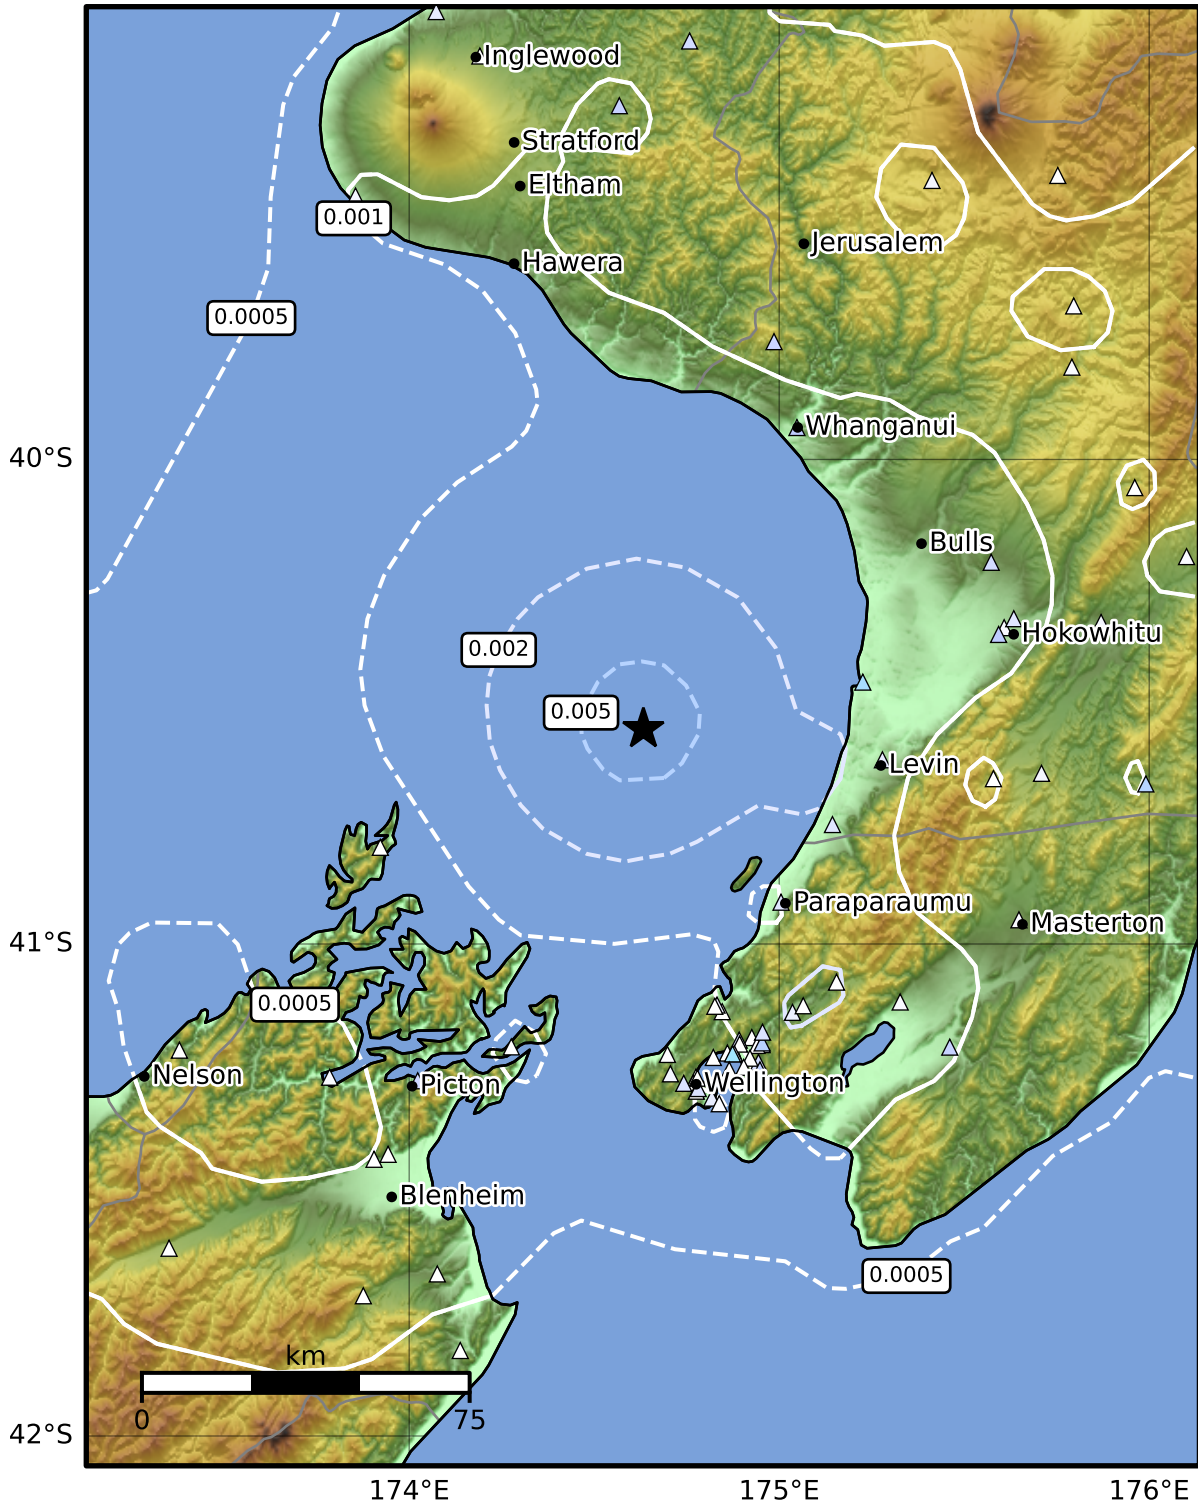 Inglewood
Stratford
Eltham
0.001
Jerusalem
Hawera
0.0005
Whanganui
40°S
Bulls
Hokowhitu
0.002
0.005
Levin
Paraparaumu
Masterton
41°S
0.0005
Nelson
Picton
Wellington
Blenheim
0.0005
km
0
75
42°S
174°E
175°E
176°E